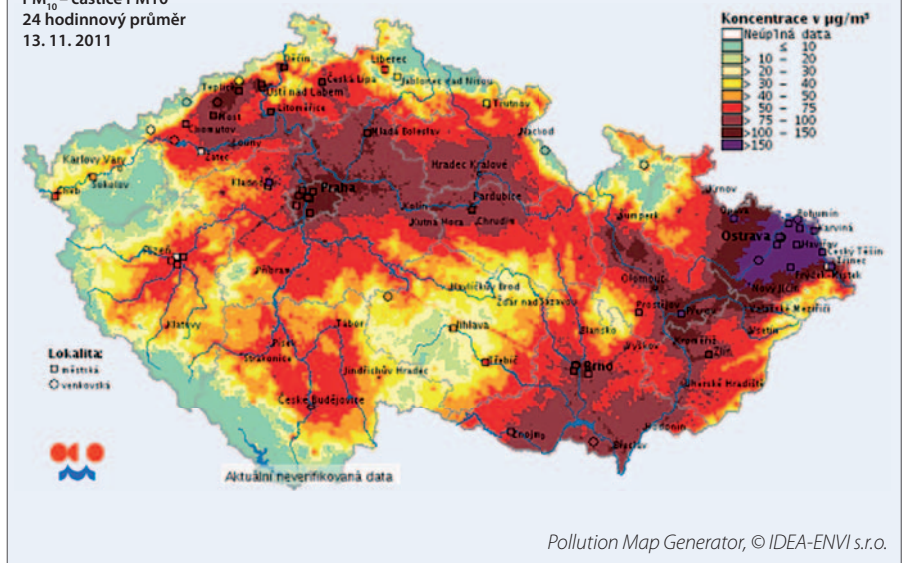 PM10 – částice PM10
24 hodinnový průměr
13. 11. 2011
Koncentrace v µg/m³
Neúplná data
≤ 10
> 10 – 20
> 20 – 30
> 30 – 40
> 40 – 50
> 50 – 75
> 75 – 100
>100 – 150
>150
Děčín
Liberec
Teplice
Ústí nad Labem
Česká Lípa
Jablonec nad Nisou
Most
Litoměřice
Trutnov
Chomutov
Louny
Mladá Boleslav
Náchod
Žatec
Karlovy Vary
Sokolov
Cheb
Hradec Králové
Kladno
Praha
Pardubice
Kolín
Kutná Hora
Chrudim
Šumperk
Krnov
Opava
Bohumín
Karviná
Ostrava
Havířov
Český Těšín
Třinec
Frýdek-Místek
Plzeň
Příbram
Olomouc
Nový Jičín
Havlíčkův Brod
Žďár nad Sázavou
Prostějov
Přerov
Valašské Meziříčí
Klatovy
Tábor
Jihlava
Blansko
Vsetín
Písek
Vyškov
Kroměříž
Zlín
Strakonice
Jindřichův Hradec
Třebíč
Brno
Uherské Hradiště
České Budějovice
Hodonín
Znojmo
Břeclav
Lokalita:
městská
venkovská
Aktuální neverifikovaná data
Pollution Map Generator, © IDEA-ENVI s.r.o.